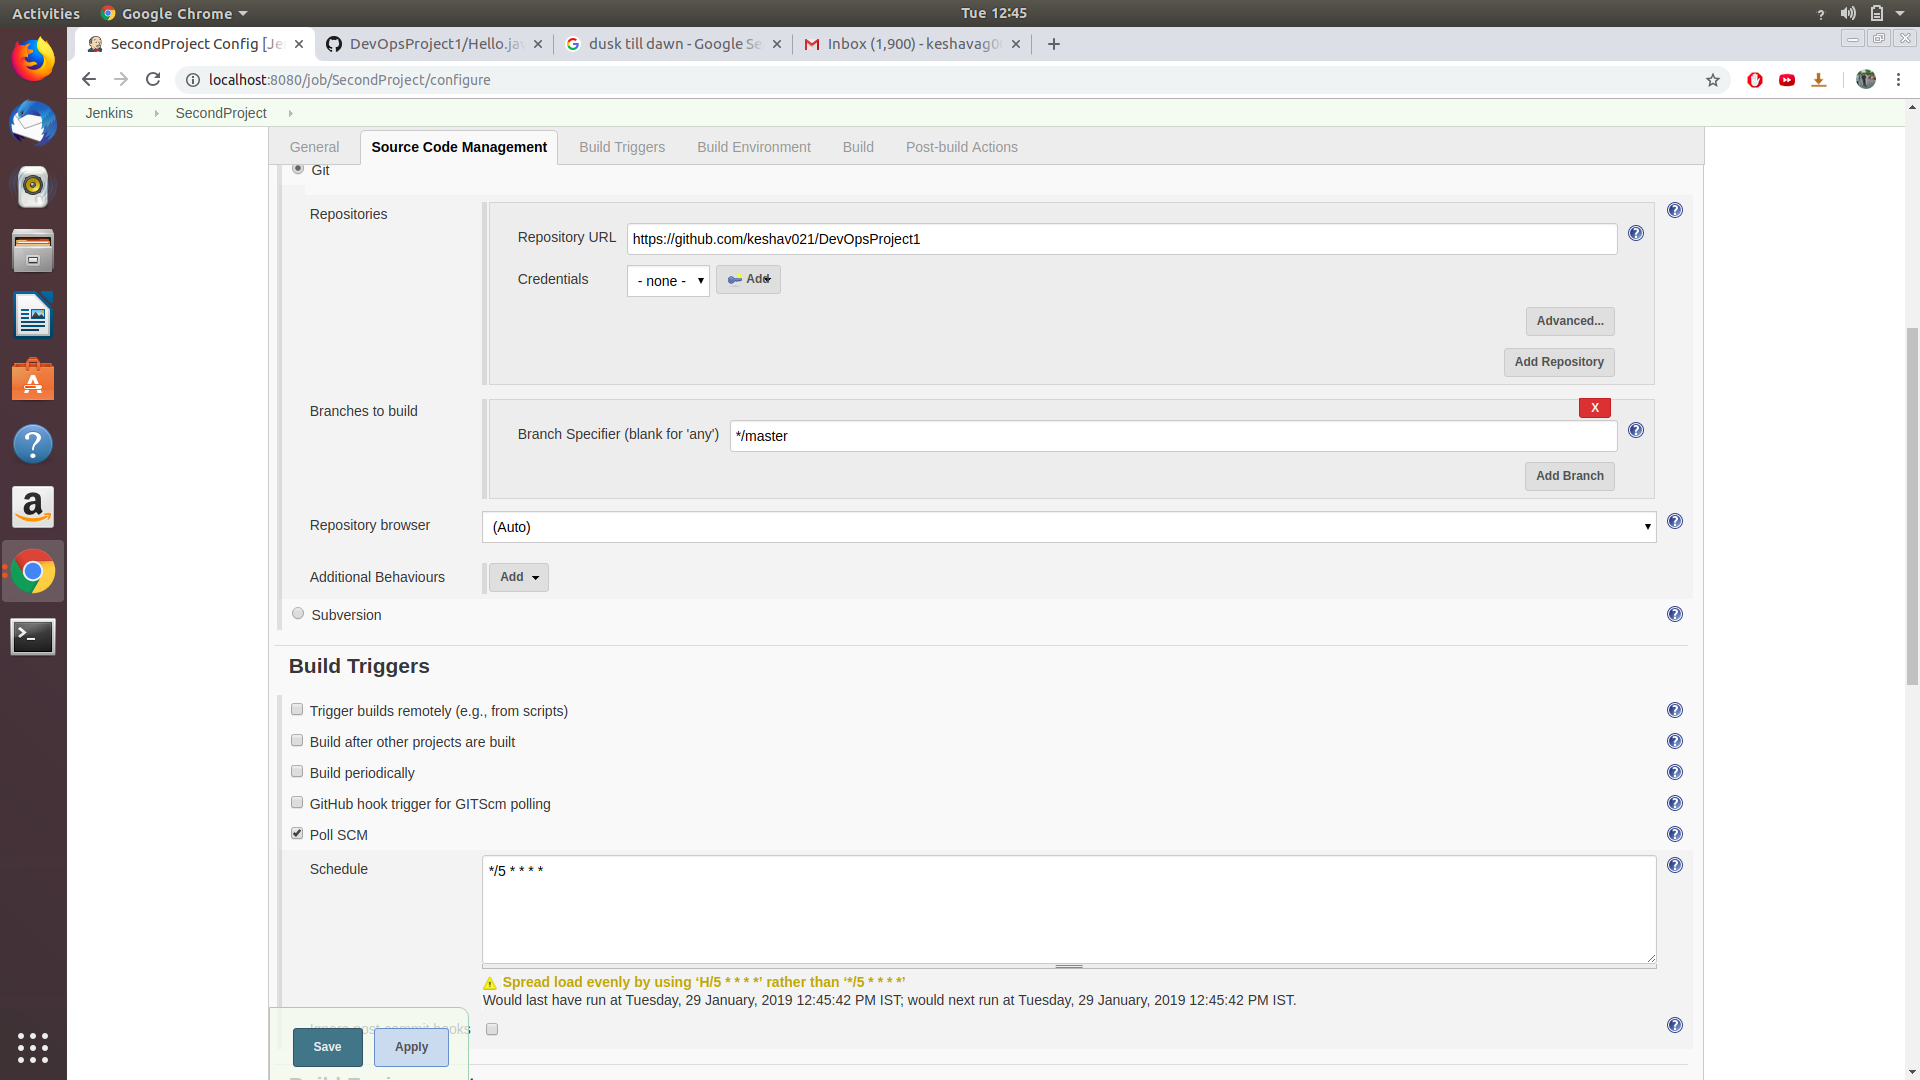 Activities
Google Chrome
Tue 12:45
SecondProject Config [Je
DevOpsProject1/Hello.jav
dusk till dawn - Google Se
Inbox (1,900) - keshavag0
localhost:8080/job/SecondProject/configure
Jenkins
SecondProject
General
Source Code Management
Build Triggers
Build Environment
Build
Post-build Actions
Git
Repositories
Repository URL
https://github.com/keshav021/DevOpsProject1
Credentials
- none -
Add
Advanced...
Add Repository
Branches to build
X
Branch Specifier (blank for 'any')
*/master
Add Branch
Repository browser
(Auto)
Additional Behaviours
Add
Subversion
Build Triggers
Trigger builds remotely (e.g., from scripts)
Build after other projects are built
Build periodically
GitHub hook trigger for GITScm polling
Poll SCM
Schedule
*/5 * * * *
Spread load evenly by using ‘H/5 * * * *’ rather than ‘*/5 * * * *’
Would last have run at Tuesday, 29 January, 2019 12:45:42 PM IST; would next run at Tuesday, 29 January, 2019 12:45:42 PM IST.
Ignore post-commit hooks
Save
Apply